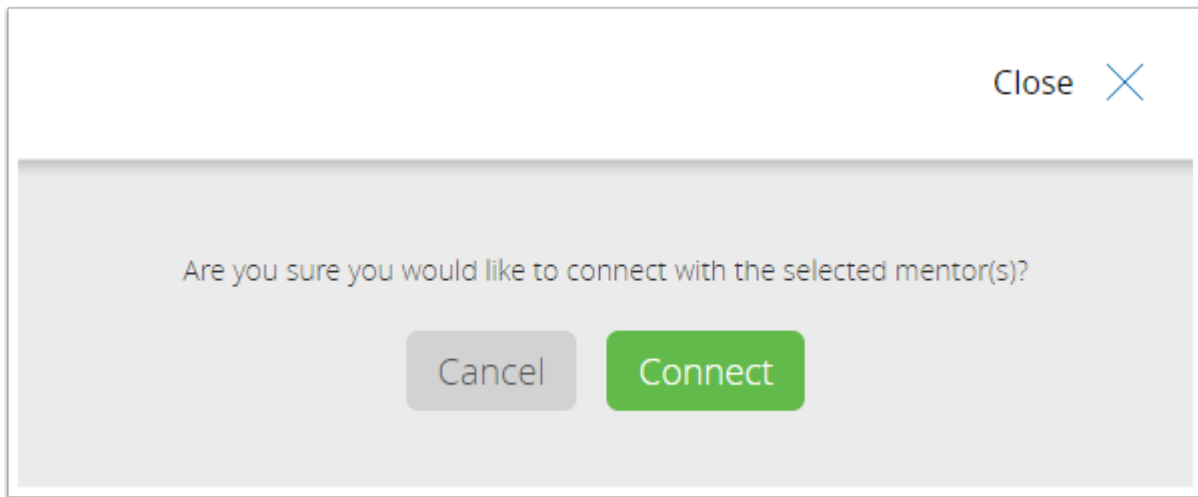 Close
Are you sure you would like to connect with the selected mentor(s)?
Cancel Connect